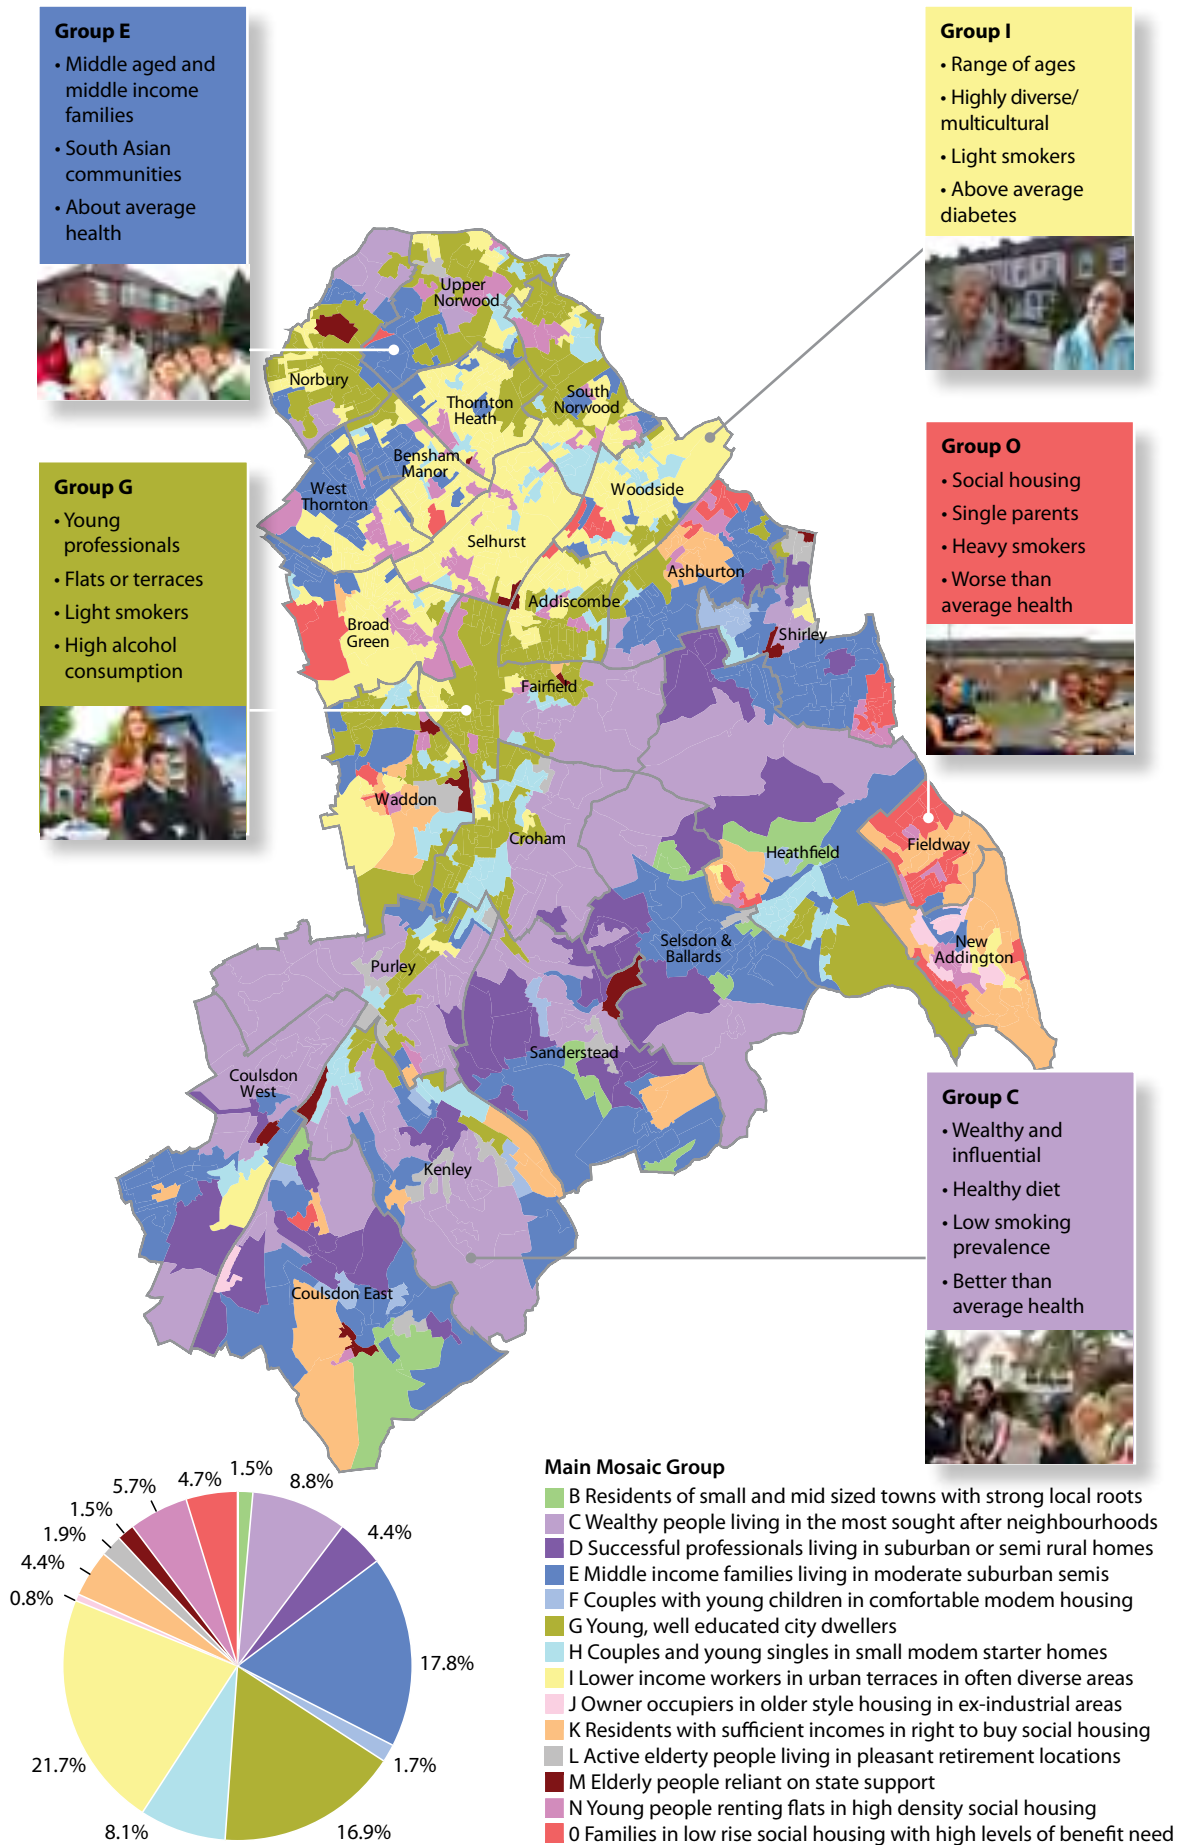 Group E
• Middle aged and
middle income
families
• South Asian
communities
• About average
health
Group I
• Range of ages
• Highly diverse/
multicultural
• Light smokers
• Above average
diabetes
Group G
• Young
professionals
• Flats or terraces
• Light smokers
• High alcohol
consumption
Group O
• Social housing
• Single parents
• Heavy smokers
• Worse than
average health
Group C
• Wealthy and
influential
• Healthy diet
• Low smoking
prevalence
• Better than
average health
Upper
Norwood
Norbury
Thornton
Heath
South
Norwood
Bensham
Manor
West
Thornton
Woodside
Selhurst
Ashburton
Addiscombe
Broad
Green
Shirley
Fairfield
Waddon
Croham
Heathfield
Fieldway
Selsdon &
Ballards
New
Addington
Purley
Sanderstead
Coulsdon
West
Kenley
Coulsdon East
1.5%
8.8%
4.4%
17.8%
1.7%
16.9%
8.1%
21.7%
0.8%
4.4%
1.9%
1.5%
5.7%
4.7%
Main Mosaic Group
B Residents of small and mid sized towns with strong local roots
C Wealthy people living in the most sought after neighbourhoods
D Successful professionals living in suburban or semi rural homes
E Middle income families living in moderate suburban semis
F Couples with young children in comfortable modem housing
G Young, well educated city dwellers
H Couples and young singles in small modem starter homes
I Lower income workers in urban terraces in often diverse areas
J Owner occupiers in older style housing in ex-industrial areas
K Residents with sufficient incomes in right to buy social housing
L Active elderty people living in pleasant retirement locations
M Elderly people reliant on state support
N Young people renting flats in high density social housing
0 Families in low rise social housing with high levels of benefit need